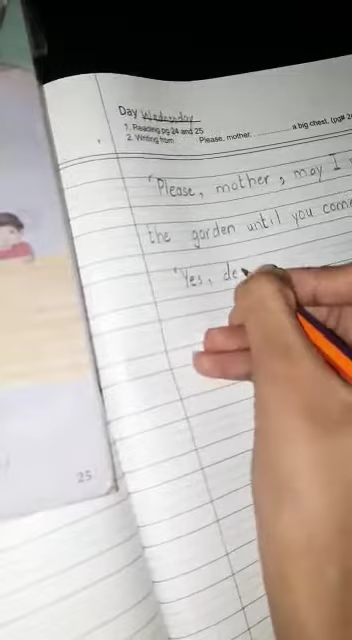 Day Wednesday
1. Reading pg 24 and 25
2. Writing from Please, mother, ............ a big chest. (pg#
"Please, mother, may I
the garden until you come
"Yes, de
25